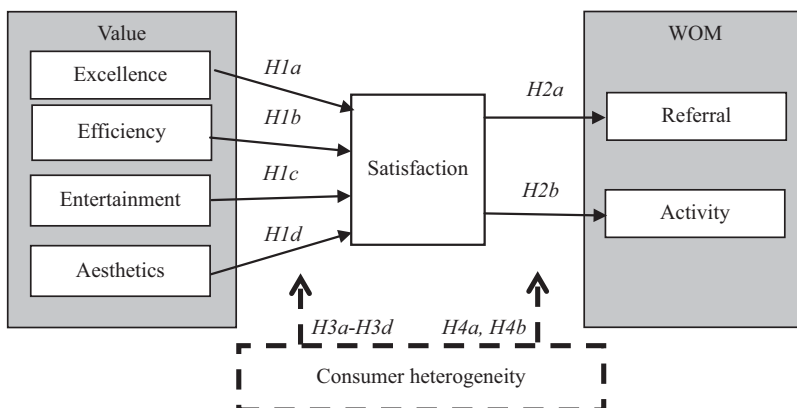 Value
Excellence
Efficiency
Entertainment
Aesthetics
H1a
H1b
H1c
H1d
Satisfaction
H2a
H2b
WOM
Referral
Activity
H3a-H3d
H4a, H4b
Consumer heterogeneity